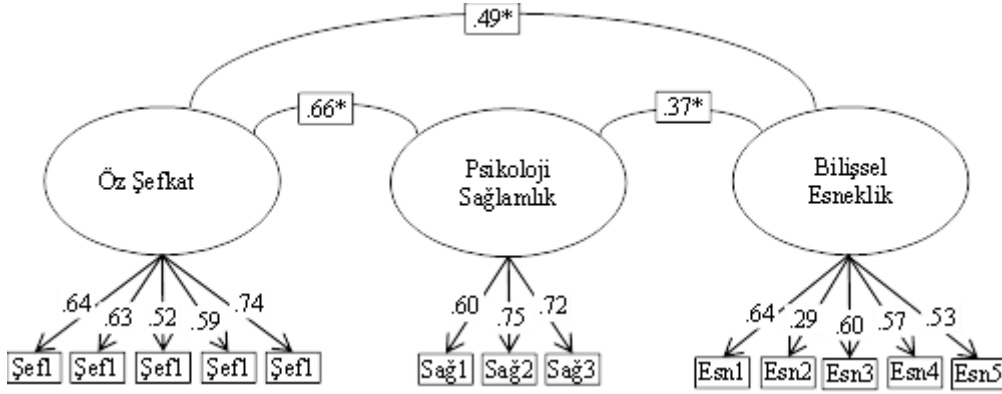 .49*
.66*
.37*
Öz Şefkat
Psikoloji
Sağlamlık
Bilişsel
Esneklik
.64 .63 .52 .59 .74
.60 .75 .72
.64 .29 .60 .57 .53
Şef1 Şef1 Şef1 Şef1 Şef1
Sağ1 Sağ2 Sağ3
Esn1 Esn2 Esn3 Esn4 Esn5